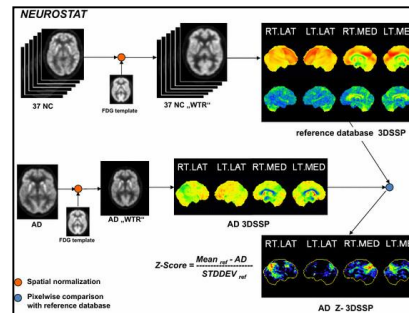 NEUROSTAT
RT.LAT LT.LAT RT.MED LT.MED
37 NC
FDG template
37 NC „WTR“
reference database 3DSSP
RT.LAT LT.LAT RT.MED LT.MED
AD
FDG template
AD „WTR“
AD 3DSSP
Z-Score = Mean ref - AD
STDDEV ref
RT.LAT LT.LAT RT.MED LT.MED
Spatial normalization
Pixelwise comparison
with reference database
AD Z- 3DSSP